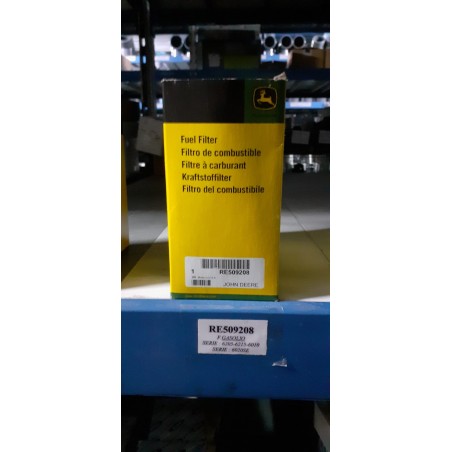 Fuel Filter
Filtro de combustible
Filtre à carburant
Kraftstoffilter
Filtro del combustibile
1 RE509208
JOHN DEERE
RE509208
F GASOLIO